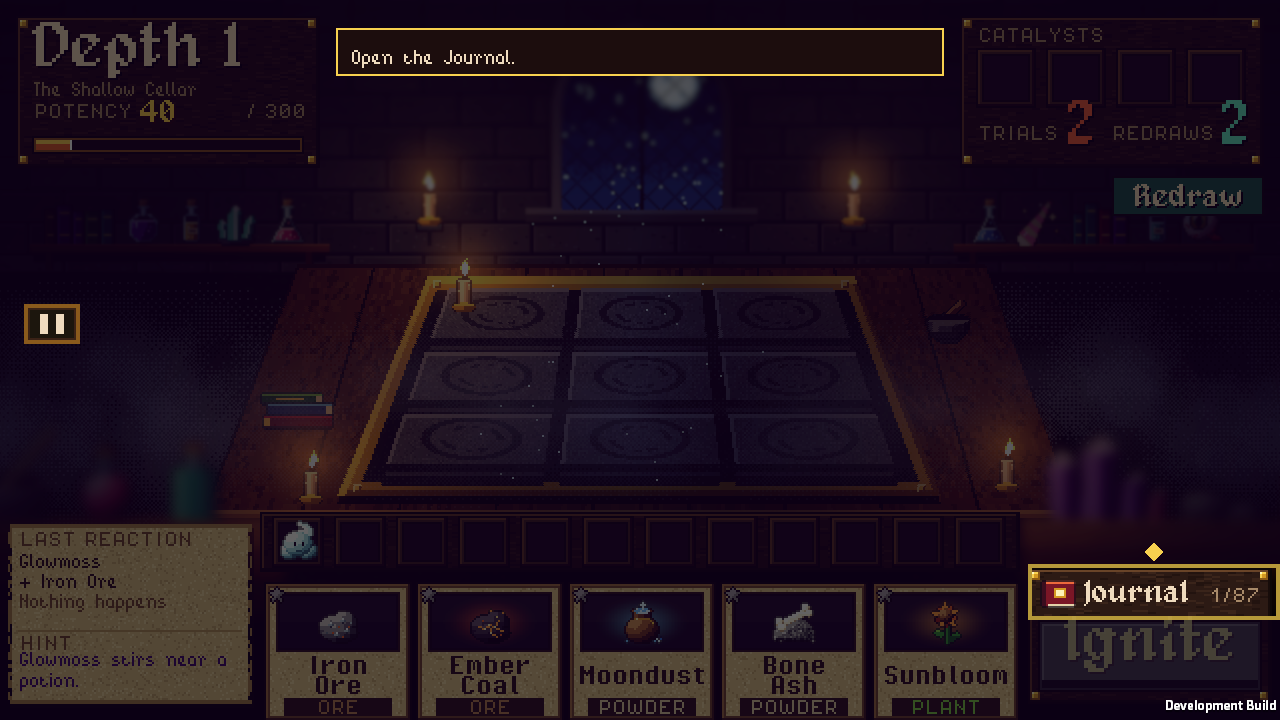 Depth 1
The Shallow Cellar
POTENCY 40 / 300
Open the Journal.
CATALYSTS
TRIALS 2 REDRAWS 2
Redraw
LAST REACTION
Glowmoss
+ Iron Ore
Nothing happens
HINT
Glowmoss stirs near a
potion.
Iron
Ore
ORE
Ember
Coal
ORE
Moondust
POWDER
Bone
Ash
POWDER
Sunbloom
PLANT
Journal 1/87
Ignite
Development Build